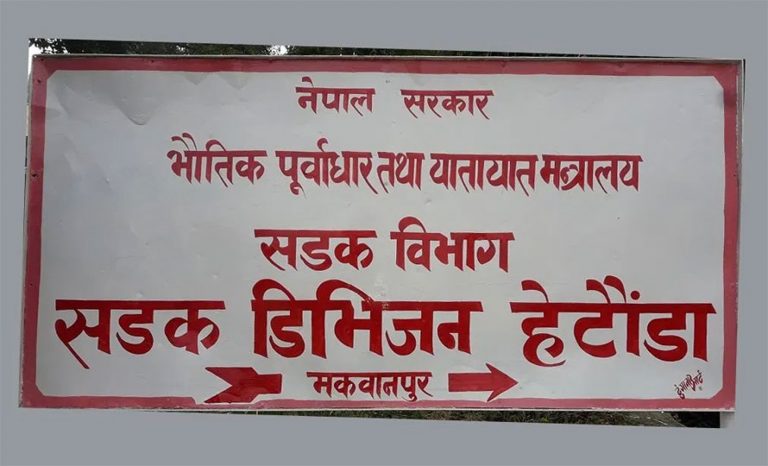 नेपाल सरकार
भौतिक पूर्वाधार तथा यातायात मन्त्रालय
सडक विभाग
सडक डिभिजन हेटौंडा
मकवानपुर